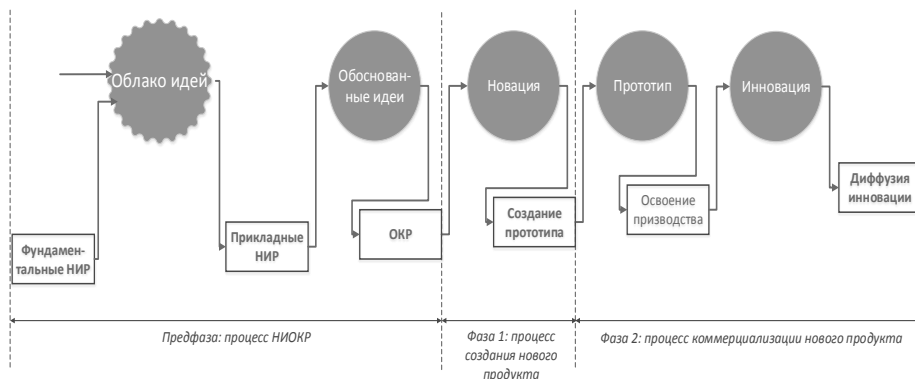 Облако идей
Обоснован-
ные идеи
Новация
Прототип
Инновация
Фундамен-
тальные НИР
Прикладные
НИР
ОКР
Создание
прототипа
Освоение
призводства
Диффузия
инновации
Предфаза: процесс НИОКР
Фаза 1: процесс
создания нового
продукта
Фаза 2: процесс коммерциализации нового продукта